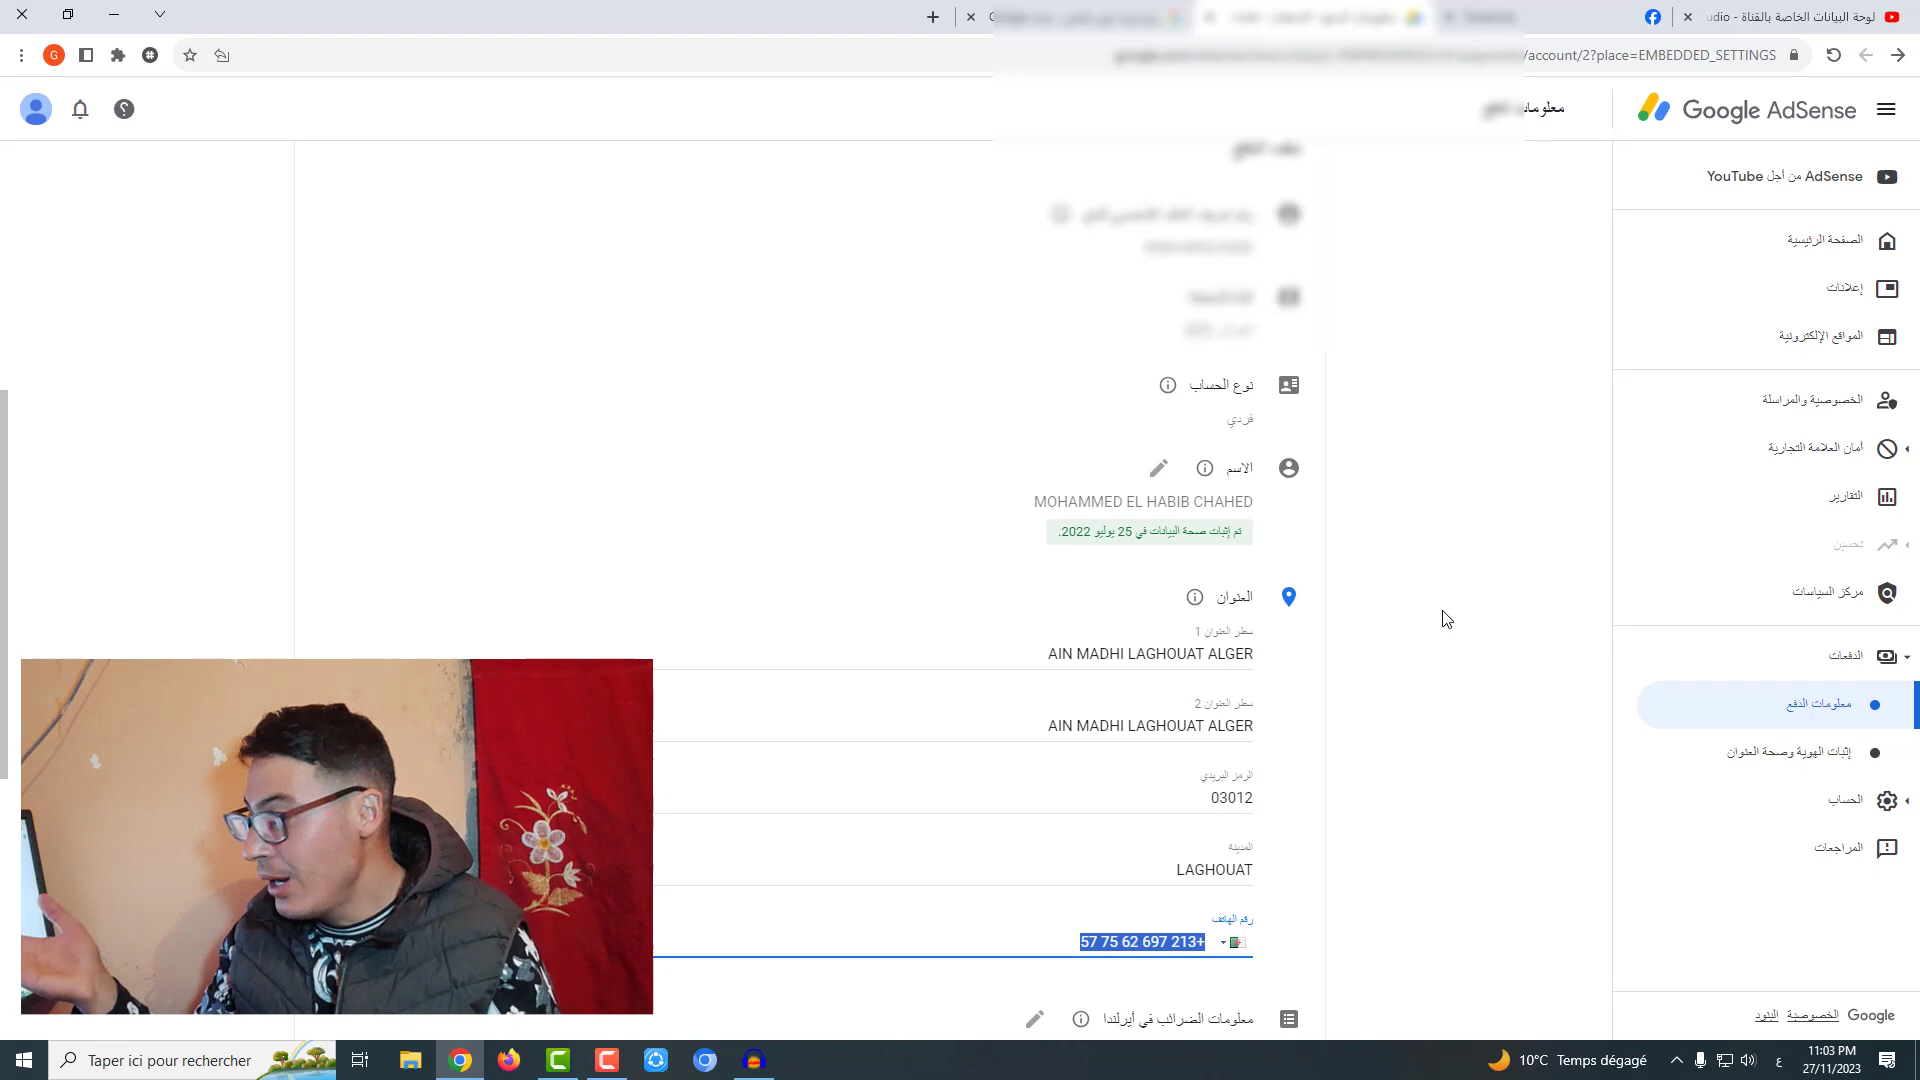 لوحة البيانات الخاصة بالقناة - udio
/account/2?place=EMBEDDED_SETTINGS
Google AdSense
AdSense من أجل YouTube
الصفحة الرئيسية
إعلانات
المواقع الإلكترونية
الخصوصية والمراسلة
أمان العلامة التجارية
التقارير
تحسين
مركز السياسات
الدفعات
معلومات الدفع
إثبات الهوية وصحة العنوان
الحساب
المراجعات
Google الخصوصية البنود
نوع الحساب
فردي
الاسم
MOHAMMED EL HABIB CHAHED
تم إثبات صحة البيانات في 25 يوليو 2022.
العنوان
سطر العنوان 1
AIN MADHI LAGHOUAT ALGER
سطر العنوان 2
AIN MADHI LAGHOUAT ALGER
الرمز البريدي
03012
المدينة
LAGHOUAT
رقم الهاتف
57 75 62 697 213+
معلومات الضرائب في أيرلندا
Taper ici pour rechercher
10°C Temps dégagé
ع
11:03 PM
27/11/2023